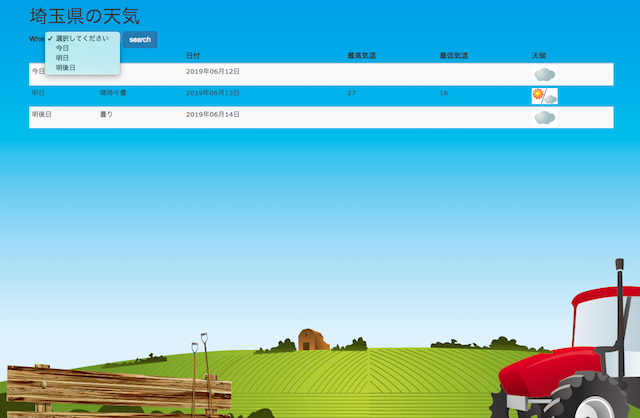 埼玉県の天気
Whe
選択してください
今日
明日
明後日
search
日付 最高気温 最低気温 天候
今日 2019年06月12日
明日 晴時々曇 2019年06月13日 27 16
明後日 曇り 2019年06月14日